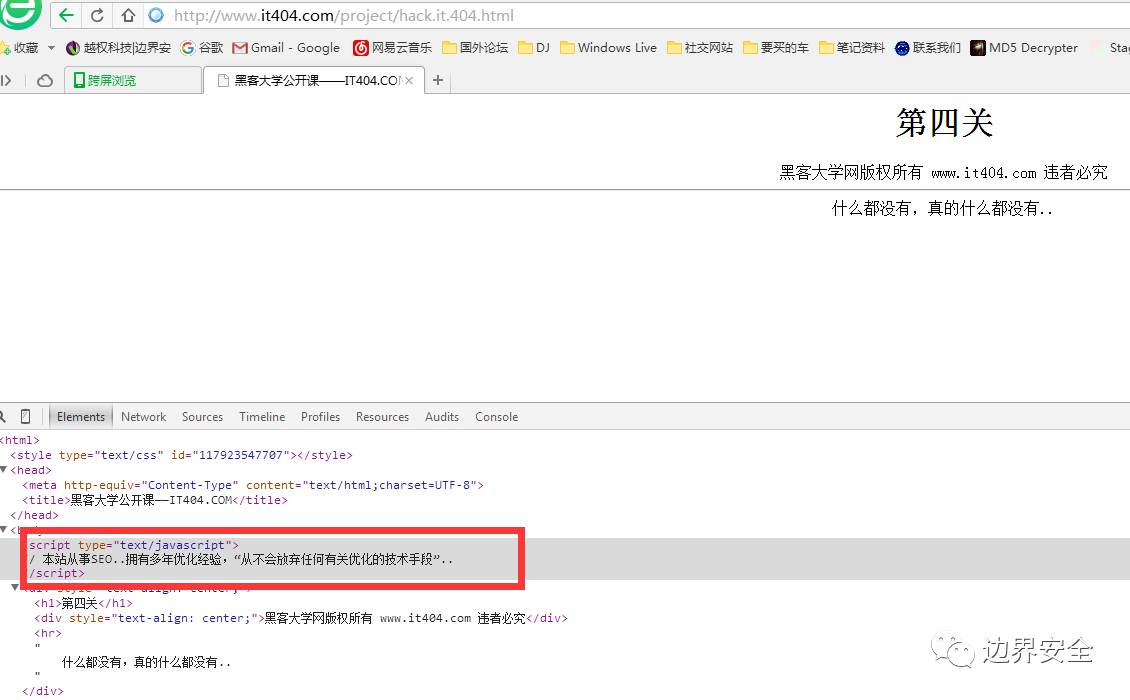 http://www.it404.com/project/hack.it.404.html
收藏 越权科技|边界安 谷歌 Gmail - Google 网易云音乐 国外论坛 DJ Windows Live 社交网站 要买的车 笔记资料 联系我们 MD5 Decrypter Stag
跨屏浏览 黑客大学公开课——IT404.CO
第四关
黑客大学网版权所有 www.it404.com 违者必究
什么都没有，真的什么都没有..
Elements Network Sources Timeline Profiles Resources Audits Console
<html>
<style type="text/css" id="117923547707"></style>
<head>
<meta http-equiv="Content-Type" content="text/html;charset=UTF-8">
<title>黑客大学公开课——IT404.COM</title>
</head>
script type="text/javascript">
/ 本站从事SEO..拥有多年优化经验，“从不会放弃任何有关优化的技术手段”..
/script>
<div style="text-align: center;">
<h1>第四关</h1>
<div style="text-align: center;">黑客大学网版权所有 www.it404.com 违者必究</div>
<hr>
"
什么都没有，真的什么都没有..
"
</div>
边界安全